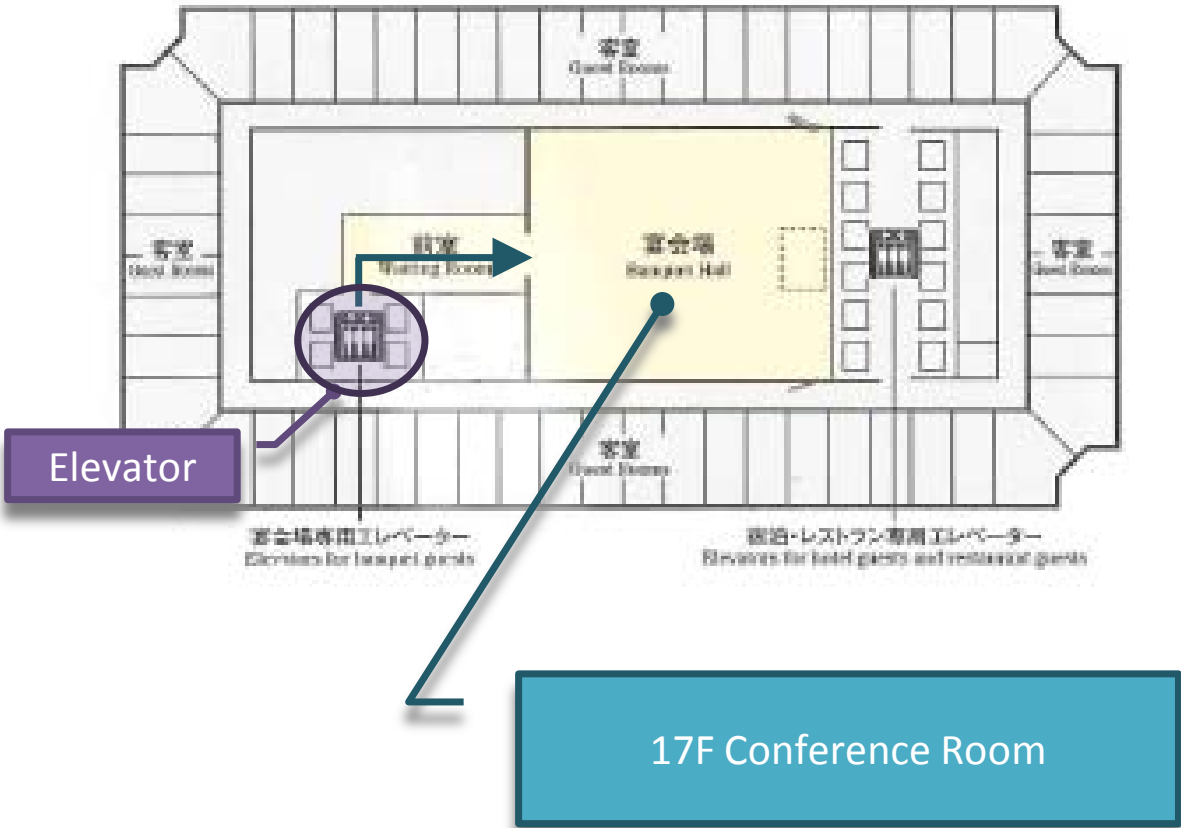 客室
Guest Rooms
客室
Guest Rooms
前室
Waiting Room
宴会場
Banquet Hall
客室
Guest Rooms
Elevator
客室
Guest Rooms
宴会場専用エレベーター
Elevators for banquet guests
宿泊・レストラン専用エレベーター
Elevators for hotel guests and restaurant guests
17F Conference Room